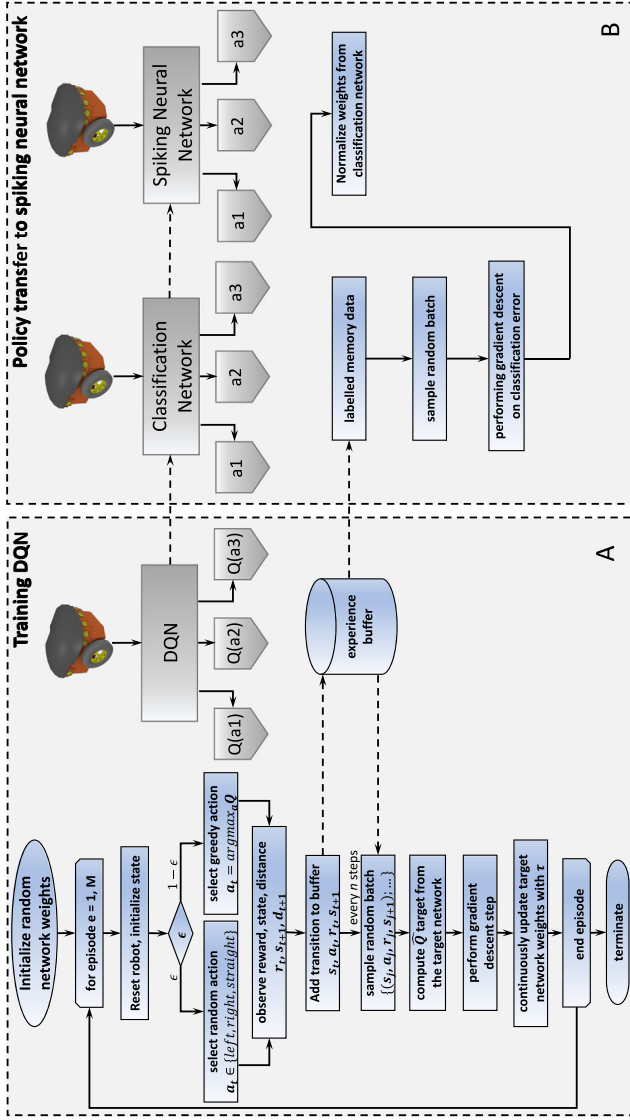 Training DQN
Initialize random
network weights
for episode e = 1, M
Reset robot, initialize state
ϵ
ϵ
1 − ϵ
select random action
a_t ∈ {left, right, straight}
select greedy action
a_t = argmax_a Q
observe reward, state, distance
r_t, s_{t+1}, d_{t+1}
Add transition to buffer
s_t, a_t, r_t, s_{t+1}
every n steps
sample random batch
{(s_j, a_j, r_j, s_{j+1}); … }
compute Q̂ target from
the target network
perform gradient
descent step
continuously update target
network weights with τ
end episode
terminate
DQN
Q(a1)
Q(a2)
Q(a3)
experience
buffer
A
Policy transfer to spiking neural network
Classification
Network
a1
a2
a3
Spiking Neural
Network
a1
a2
a3
labelled memory data
sample random batch
performing gradient descent
on classification error
Normalize weights from
classification network
B